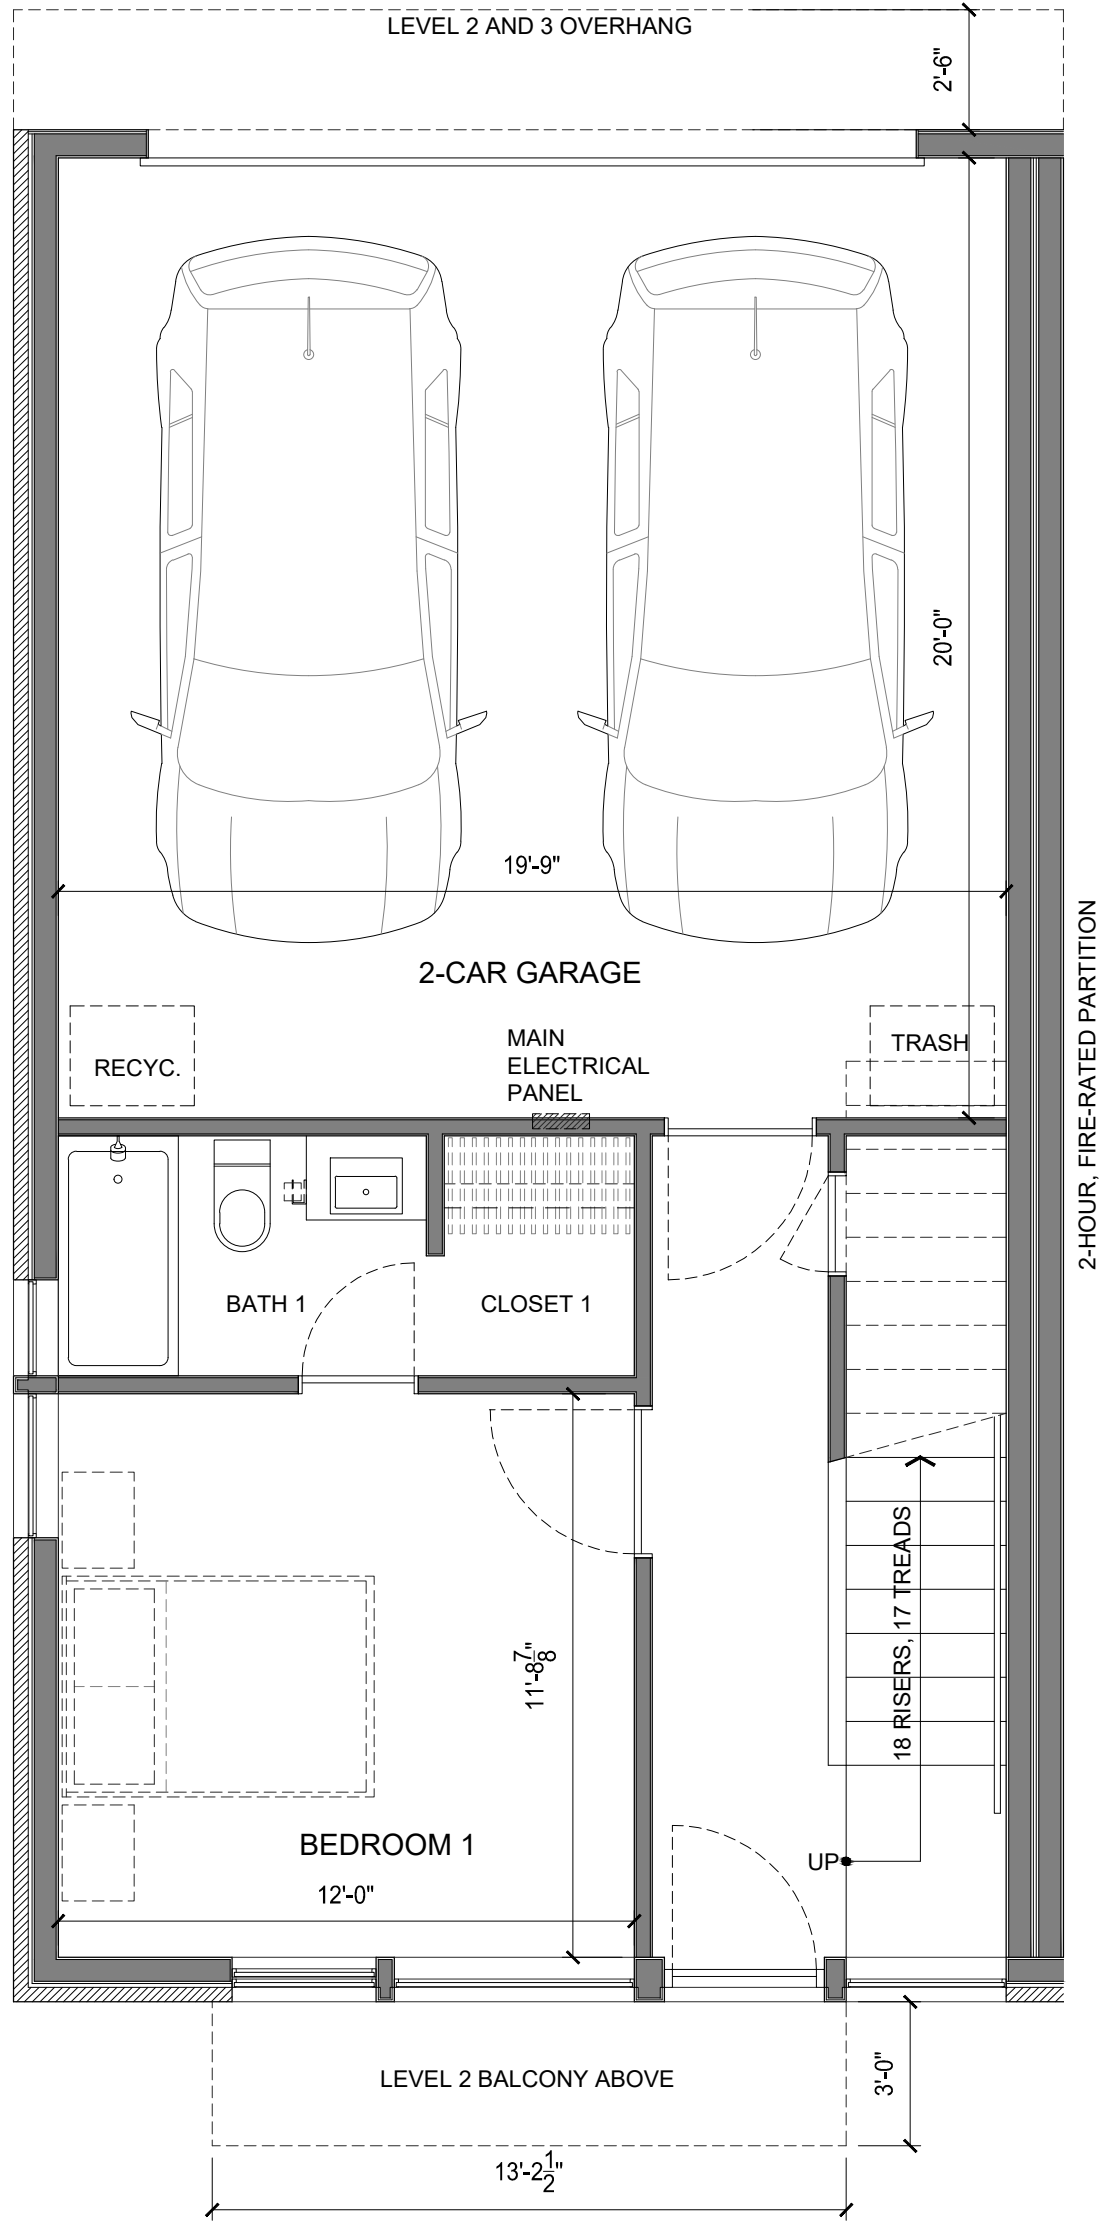 LEVEL 2 AND 3 OVERHANG
2'-6"
20'-0"
19'-9"
2-CAR GARAGE
2-HOUR, FIRE-RATED PARTITION
RECYC.
MAIN
ELECTRICAL
PANEL
TRASH
BATH 1
CLOSET 1
18 RISERS, 17 TREADS
11'-8 7/8"
BEDROOM 1
UP
12'-0"
LEVEL 2 BALCONY ABOVE
3'-0"
13'-2 1/2"